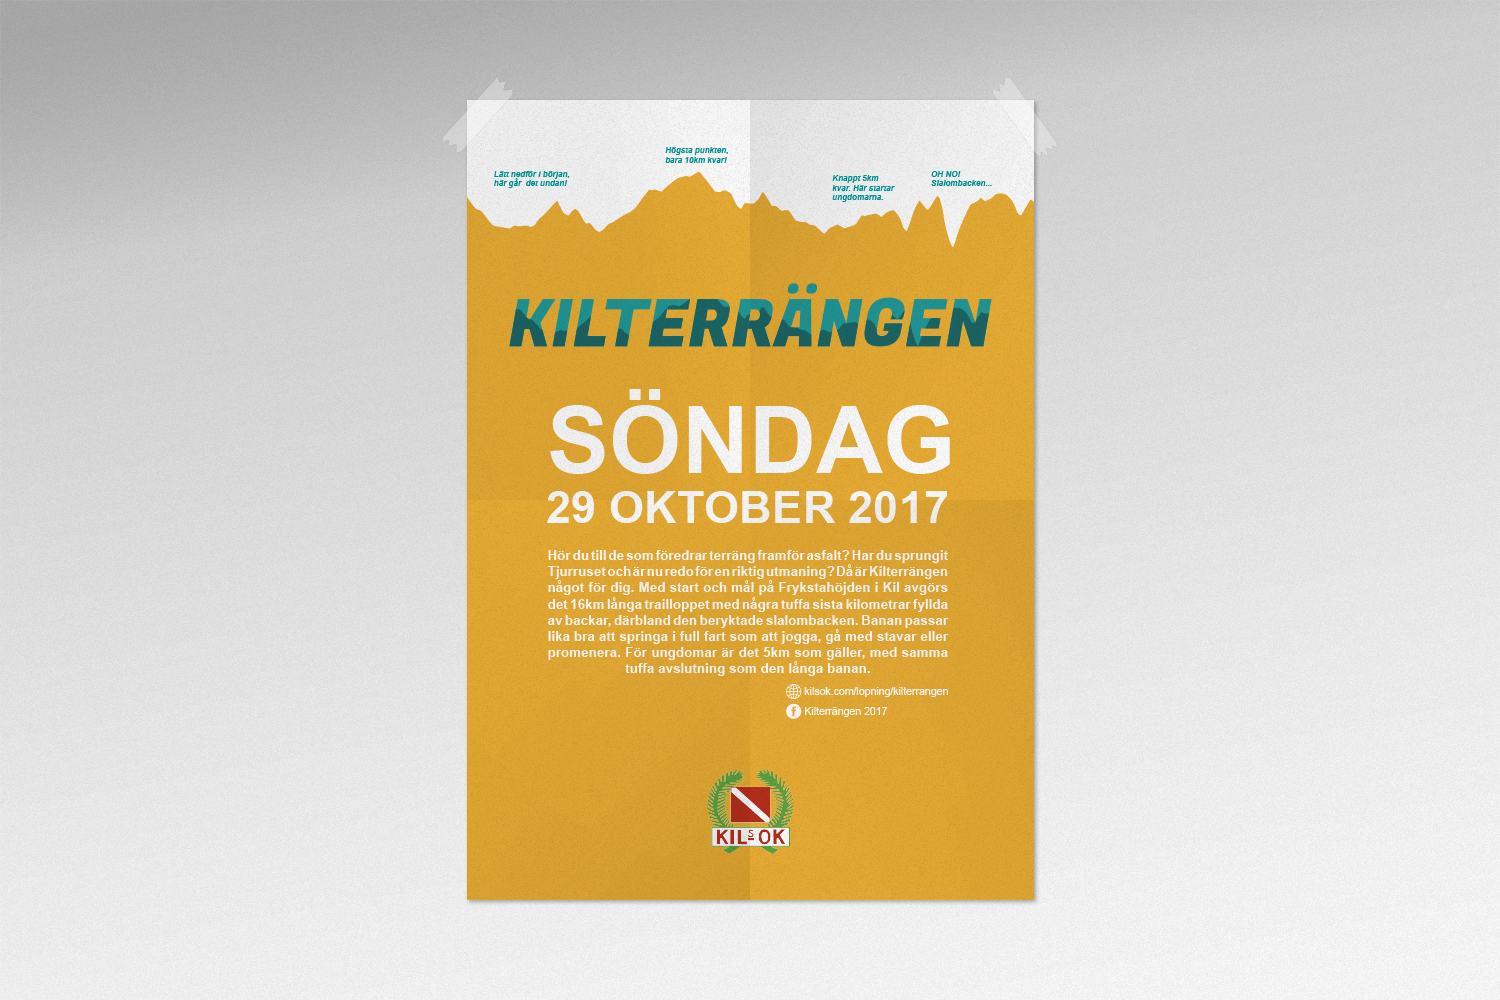 Högsta punkten,
bara 10km kvar!
Lätt nedför i början,
här går det undan!
Knappt 5km
kvar. Här startar
ungdomarna.
OH NO!
Slalombacken...
KILTERRÄNGEN
SÖNDAG
29 OKTOBER 2017
Hör du till de som föredrar terräng framför asfalt? Har du sprungit
Tjurruset och är nu redo för en riktig utmaning? Då är Kilterrängen
något för dig. Med start och mål på Frykstahöjden i Kil avgörs
det 16km långa trailloppet med några tuffa sista kilometrar fyllda
av backar, därbland den beryktade slalombacken. Banan passar
lika bra att springa i full fart som att jogga, gå med stavar eller
promenera. För ungdomar är det 5km som gäller, med samma
tuffa avslutning som den långa banan.
kilsok.com/lopning/kilterrangen
Kilterrängen 2017
KILS OK